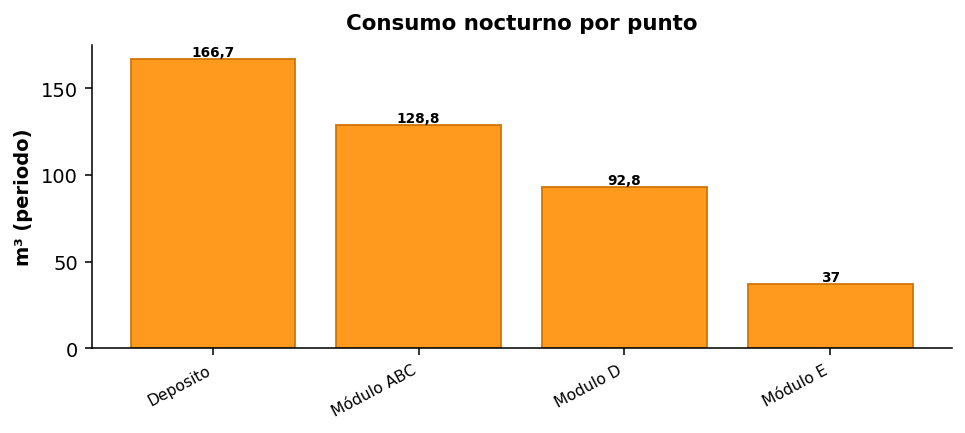 Consumo nocturno por punto
m³ (periodo)
150
100
50
0
166,7
128,8
92,8
37
Deposito
Módulo ABC
Modulo D
Módulo E